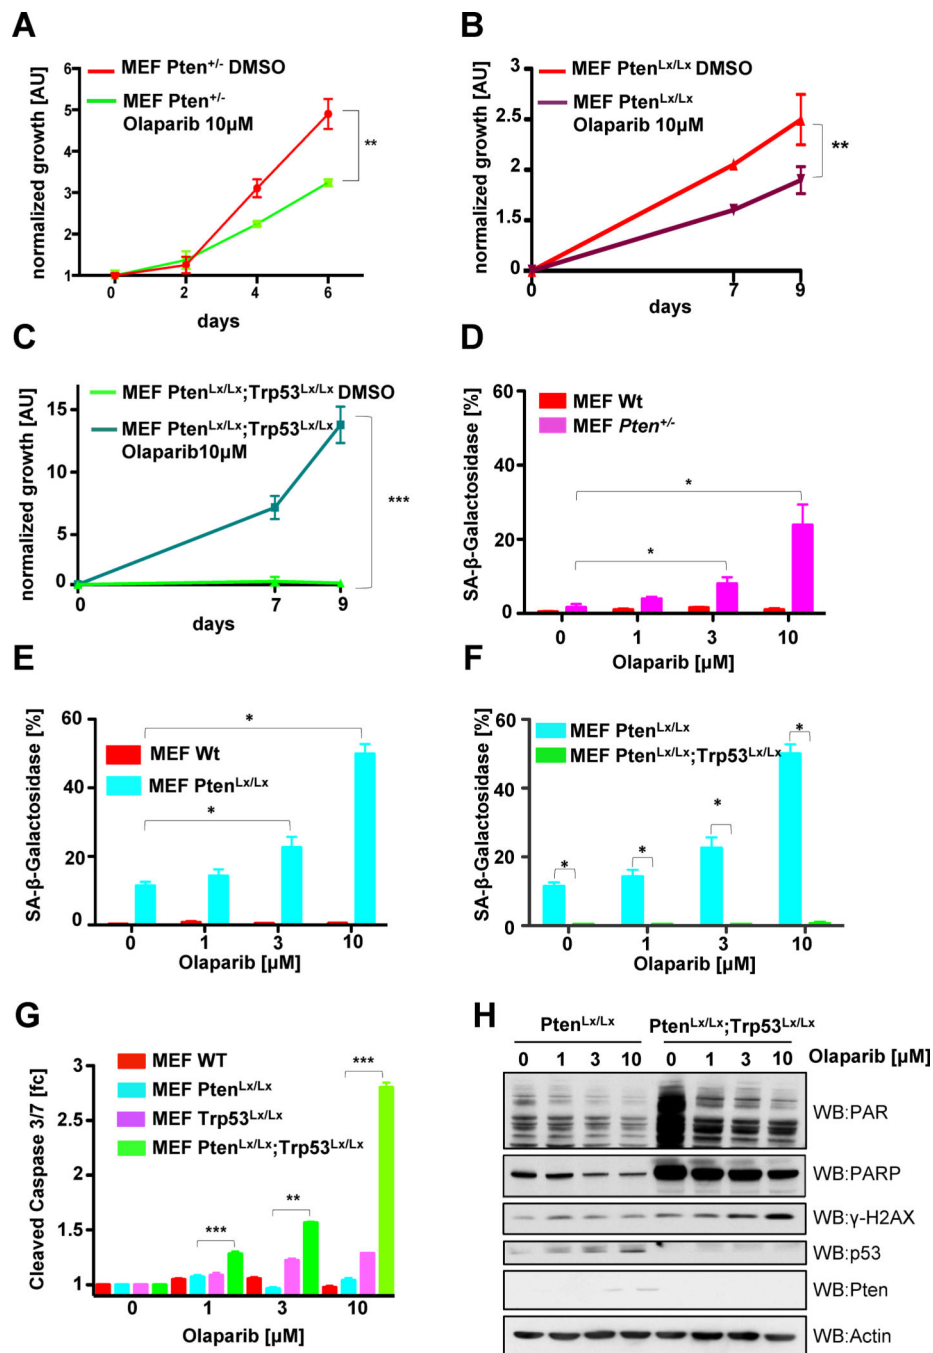 A
MEF Pten+/- DMSO
MEF Pten+/-
Olaparib 10μM
normalized growth [AU]
6
5
4
3
2
1
**
0 2 4 6
days
B
MEF PtenLx/Lx DMSO
MEF PtenLx/Lx
Olaparib 10μM
normalized growth [AU]
3
2.5
2
1.5
0
**
0 7 9
days
C
MEF PtenLx/Lx;Trp53Lx/Lx DMSO
MEF PtenLx/Lx;Trp53Lx/Lx
Olaparib10μM
normalized growth [AU]
15
10
5
0
***
0 7 9
days
D
MEF Wt
MEF Pten+/-
SA-β-Galactosidase [%]
60
40
20
0
*
*
0 1 3 10
Olaparib [μM]
E
MEF Wt
MEF PtenLx/Lx
SA-β-Galactosidase [%]
60
40
20
0
*
*
0 1 3 10
Olaparib [μM]
F
MEF PtenLx/Lx
MEF PtenLx/Lx;Trp53Lx/Lx
SA-β-Galactosidase [%]
60
40
20
0
* * * *
0 1 3 10
Olaparib [μM]
G
MEF WT
MEF PtenLx/Lx
MEF Trp53Lx/Lx
MEF PtenLx/Lx;Trp53Lx/Lx
Cleaved Caspase 3/7 [fc]
3
2.5
2
1.5
1
*** ** ***
0 1 3 10
Olaparib [μM]
H
PtenLx/Lx PtenLx/Lx;Trp53Lx/Lx
0 1 3 10 0 1 3 10 Olaparib [μM]
WB:PAR
WB:PARP
WB:γ-H2AX
WB:p53
WB:Pten
WB:Actin